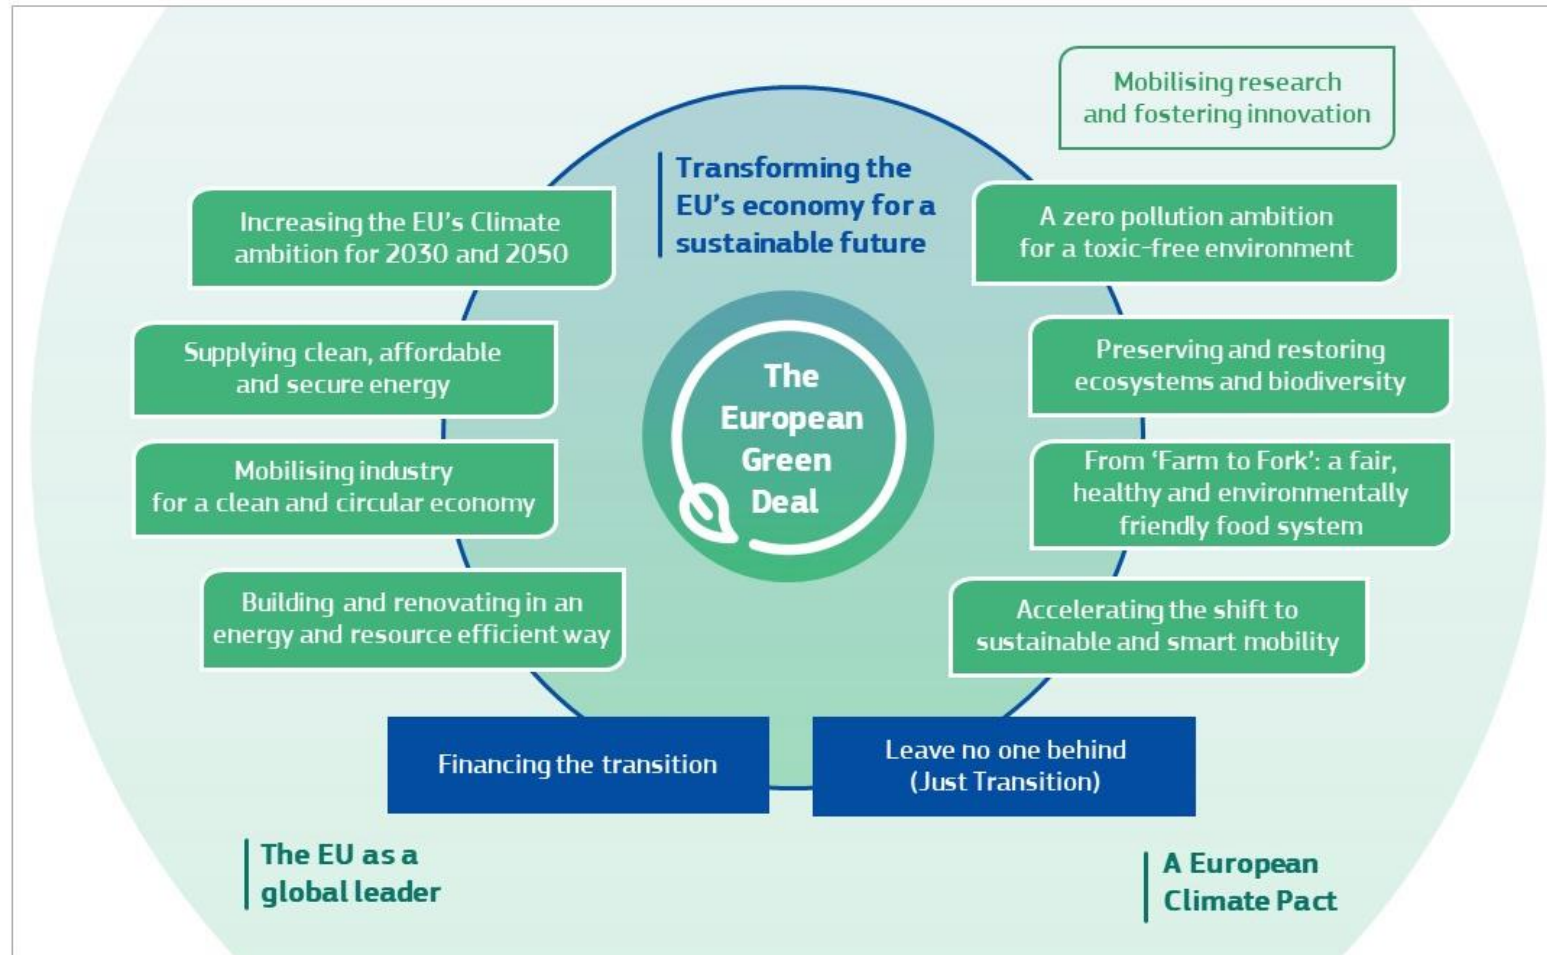 Mobilising research
and fostering innovation
Transforming the
EU's economy for a
sustainable future
Increasing the EU's Climate
ambition for 2030 and 2050
A zero pollution ambition
for a toxic-free environment
Supplying clean, affordable
and secure energy
Preserving and restoring
ecosystems and biodiversity
The
European
Green
Deal
Mobilising industry
for a clean and circular economy
From ‘Farm to Fork’: a fair,
healthy and environmentally
friendly food system
Building and renovating in an
energy and resource efficient way
Accelerating the shift to
sustainable and smart mobility
Financing the transition
Leave no one behind
(Just Transition)
The EU as a
global leader
A European
Climate Pact